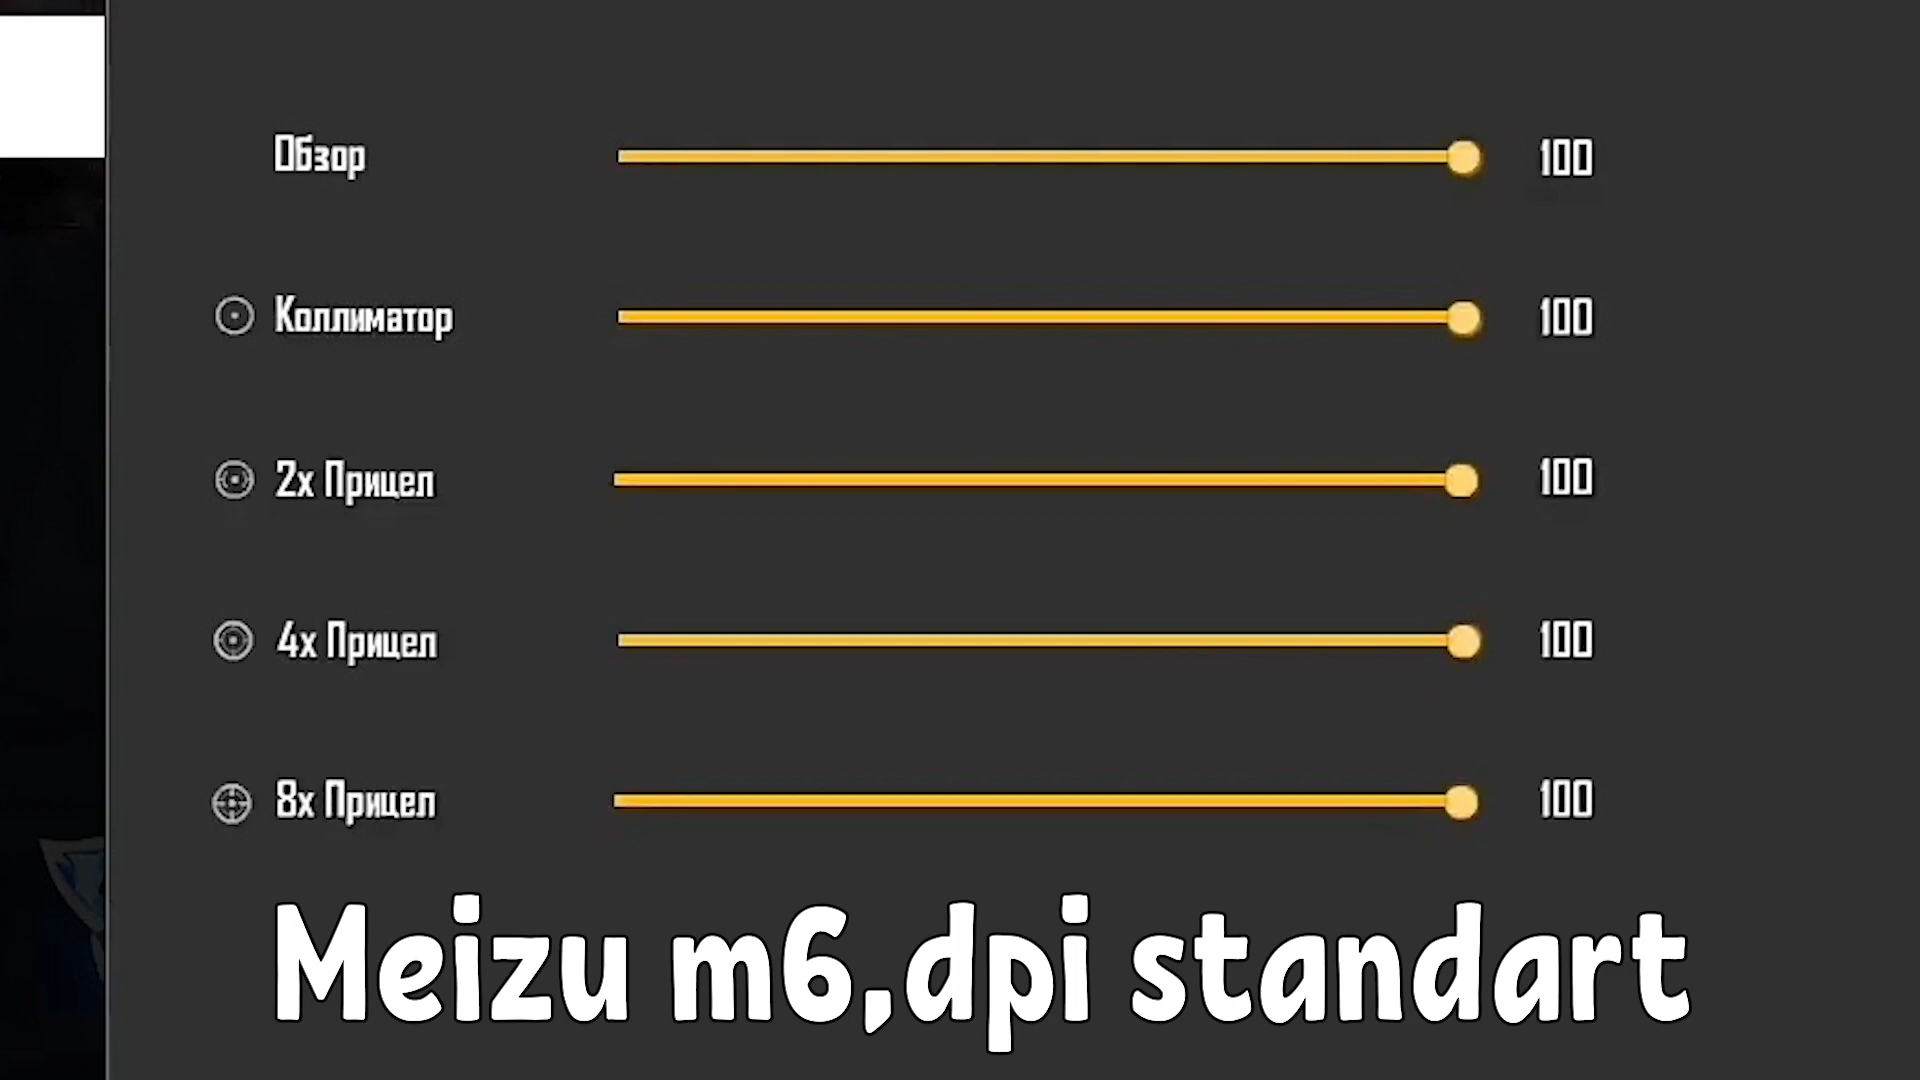 Обзор 100
Коллиматор 100
2x Прицел 100
4x Прицел 100
8x Прицел 100
Meizu m6,dpi standart